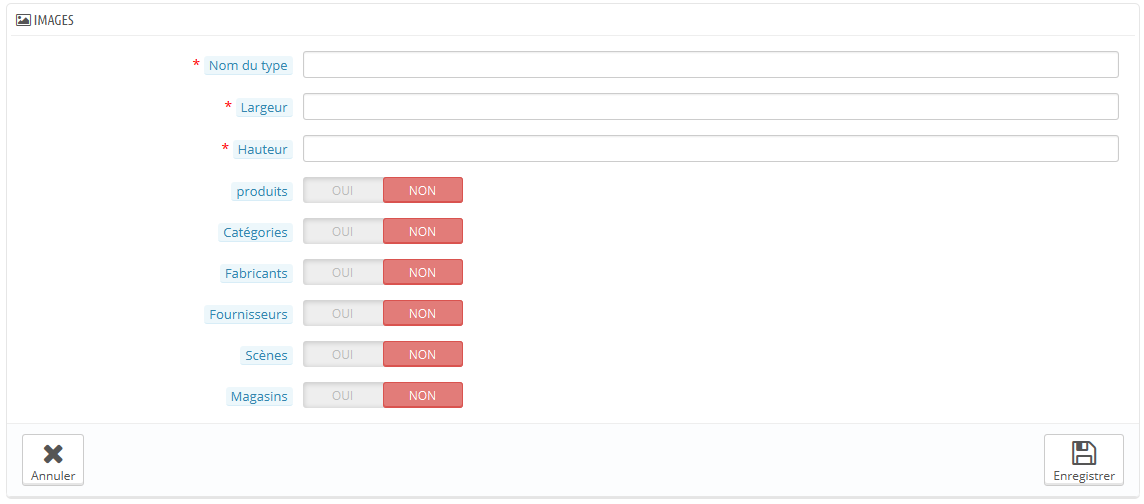 IMAGES
* Nom du type
* Largeur
* Hauteur
produits OUI NON
Catégories OUI NON
Fabricants OUI NON
Fournisseurs OUI NON
Scènes OUI NON
Magasins OUI NON
Annuler Enregistrer